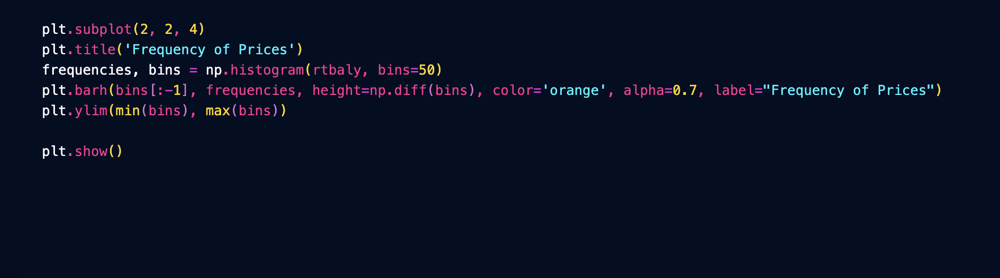 plt.subplot(2, 2, 4)
plt.title('Frequency of Prices')
frequencies, bins = np.histogram(rtbaly, bins=50)
plt.barh(bins[:-1], frequencies, height=np.diff(bins), color='orange', alpha=0.7, label="Frequency of Prices")
plt.ylim(min(bins), max(bins))
plt.show()